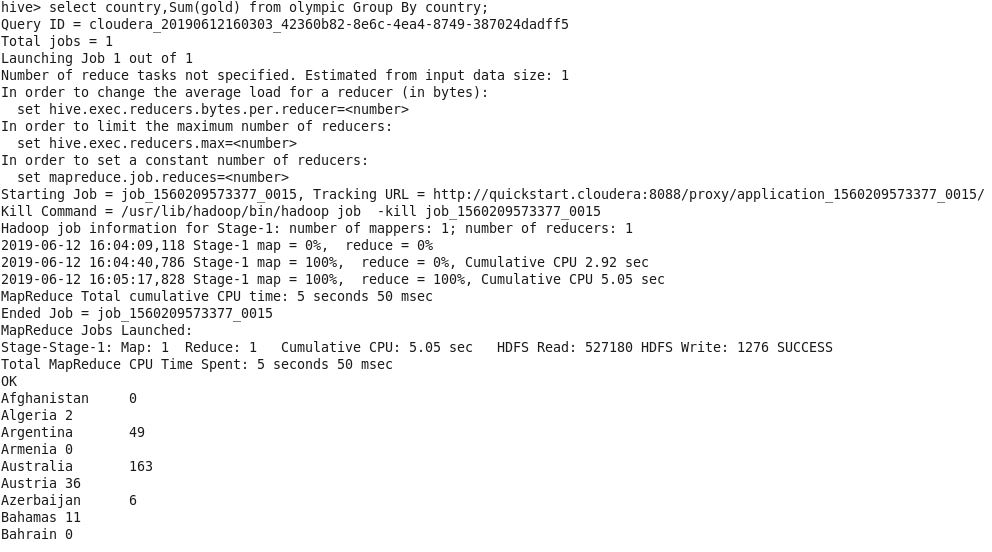 hive> select country,Sum(gold) from olympic Group By country;
Query ID = cloudera_20190612160303_42360b82-8e6c-4ea4-8749-387024dadff5
Total jobs = 1
Launching Job 1 out of 1
Number of reduce tasks not specified. Estimated from input data size: 1
In order to change the average load for a reducer (in bytes):
  set hive.exec.reducers.bytes.per.reducer=<number>
In order to limit the maximum number of reducers:
  set hive.exec.reducers.max=<number>
In order to set a constant number of reducers:
  set mapreduce.job.reduces=<number>
Starting Job = job_1560209573377_0015, Tracking URL = http://quickstart.cloudera:8088/proxy/application_1560209573377_0015/
Kill Command = /usr/lib/hadoop/bin/hadoop job  -kill job_1560209573377_0015
Hadoop job information for Stage-1: number of mappers: 1; number of reducers: 1
2019-06-12 16:04:09,118 Stage-1 map = 0%,  reduce = 0%
2019-06-12 16:04:40,786 Stage-1 map = 100%,  reduce = 0%, Cumulative CPU 2.92 sec
2019-06-12 16:05:17,828 Stage-1 map = 100%,  reduce = 100%, Cumulative CPU 5.05 sec
MapReduce Total cumulative CPU time: 5 seconds 50 msec
Ended Job = job_1560209573377_0015
MapReduce Jobs Launched:
Stage-Stage-1: Map: 1  Reduce: 1   Cumulative CPU: 5.05 sec   HDFS Read: 527180 HDFS Write: 1276 SUCCESS
Total MapReduce CPU Time Spent: 5 seconds 50 msec
OK
Afghanistan     0
Algeria 2
Argentina       49
Armenia 0
Australia       163
Austria 36
Azerbaijan      6
Bahamas 11
Bahrain 0